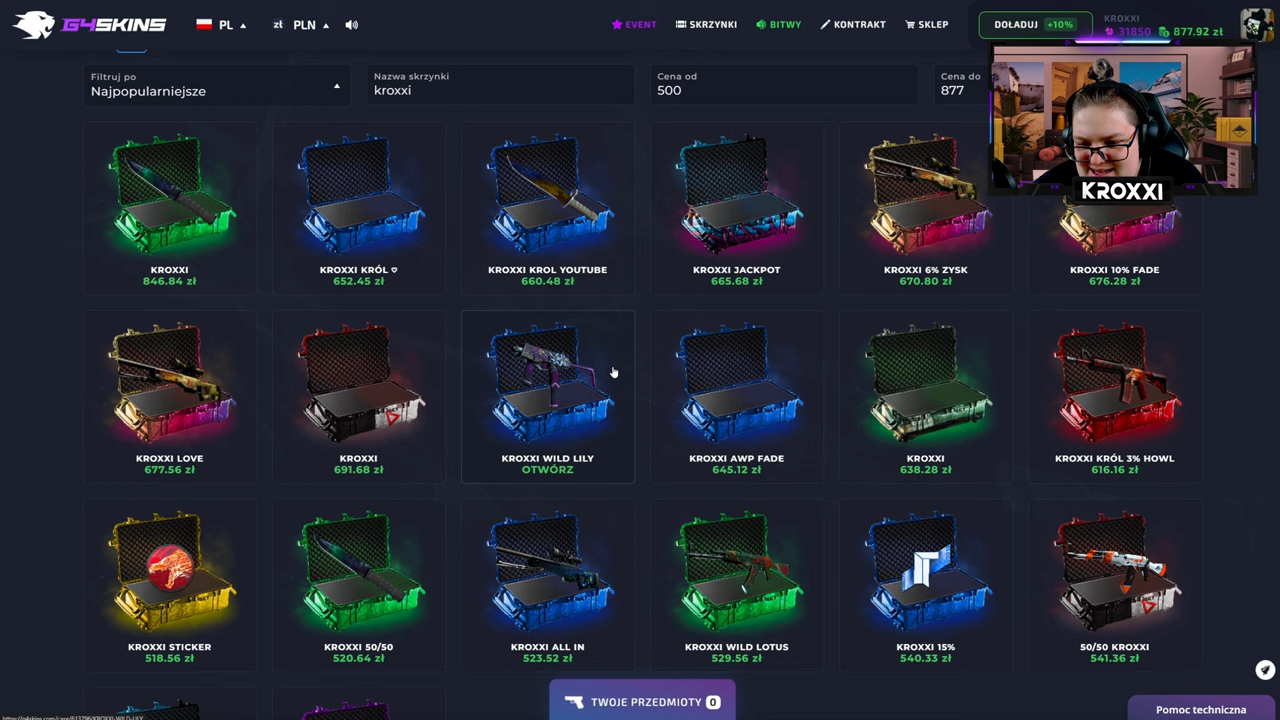 G4SKINS
PL
zł PLN
EVENT
SKRZYNKI
BITWY
KONTRAKT
SKLEP
DOŁADUJ +10%
KROXXI
31850 877.92 zł
Filtruj po
Najpopularniejsze
Nazwa skrzynki
kroxxi
Cena od
500
Cena do
877
KROXXI
KROXXI
846.84 zł
KROXXI KRÓL ♡
652.45 zł
KROXXI KROL YOUTUBE
660.48 zł
KROXXI JACKPOT
665.68 zł
KROXXI 6% ZYSK
670.80 zł
KROXXI 10% FADE
676.28 zł
KROXXI LOVE
677.56 zł
KROXXI
691.68 zł
KROXXI WILD LILY
OTWÓRZ
KROXXI AWP FADE
645.12 zł
KROXXI
638.28 zł
KROXXI KRÓL 3% HOWL
616.16 zł
KROXXI STICKER
518.56 zł
KROXXI 50/50
520.64 zł
KROXXI ALL IN
523.52 zł
KROXXI WILD LOTUS
529.56 zł
KROXXI 15%
540.33 zł
50/50 KROXXI
541.36 zł
TWOJE PRZEDMIOTY 0
Pomoc techniczna